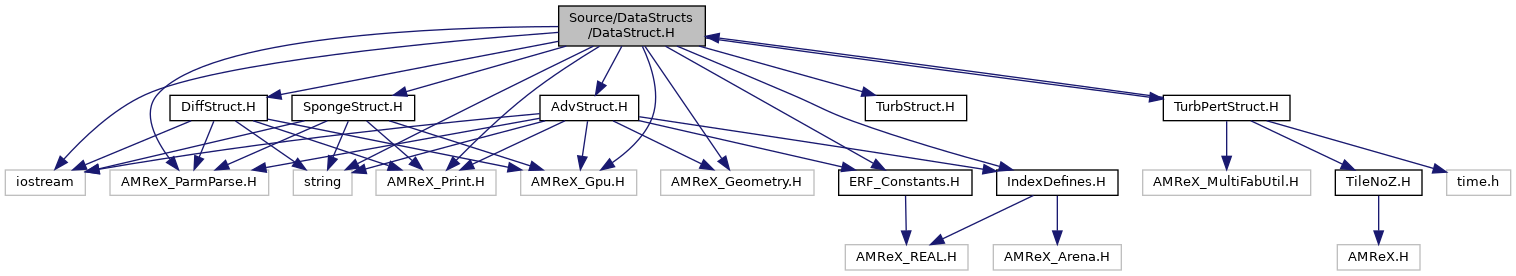 Source/DataStructs
/DataStruct.H
DiffStruct.H
SpongeStruct.H
AdvStruct.H
TurbStruct.H
TurbPertStruct.H
iostream
AMReX_ParmParse.H
string
AMReX_Print.H
AMReX_Gpu.H
AMReX_Geometry.H
ERF_Constants.H
IndexDefines.H
AMReX_MultiFabUtil.H
TileNoZ.H
time.h
AMReX_REAL.H
AMReX_Arena.H
AMReX.H